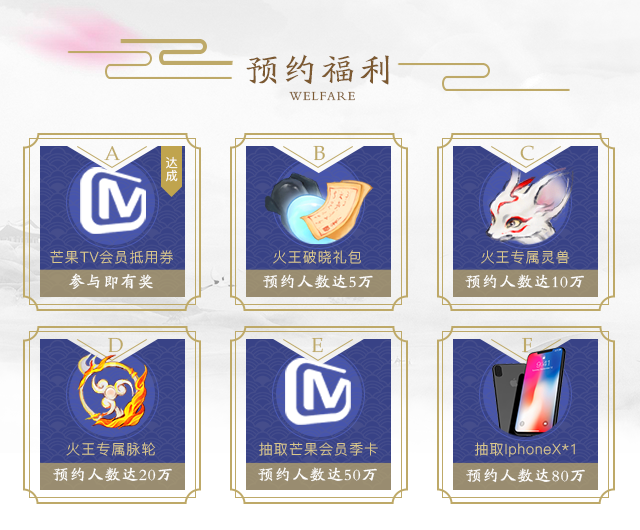 预约福利
WELFARE
A
达成
芒果TV会员抵用券
参与即有奖
B
火王破晓礼包
预约人数达5万
C
火王专属灵兽
预约人数达10万
D
火王专属脉轮
预约人数达20万
E
抽取芒果会员季卡
预约人数达50万
F
抽取IphoneX*1
预约人数达80万